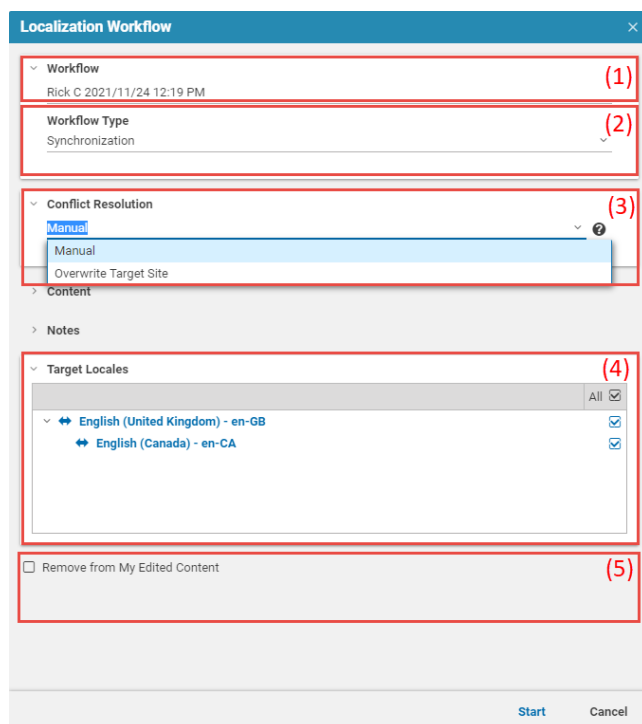 Localization Workflow
Workflow
(1)
Rick C 2021/11/24 12:19 PM
Workflow Type
(2)
Synchronization
Conflict Resolution
(3)
Manual
Manual
Overwrite Target Site
Content
Notes
Target Locales
(4)
All
English (United Kingdom) - en-GB
English (Canada) - en-CA
Remove from My Edited Content
(5)
Start Cancel